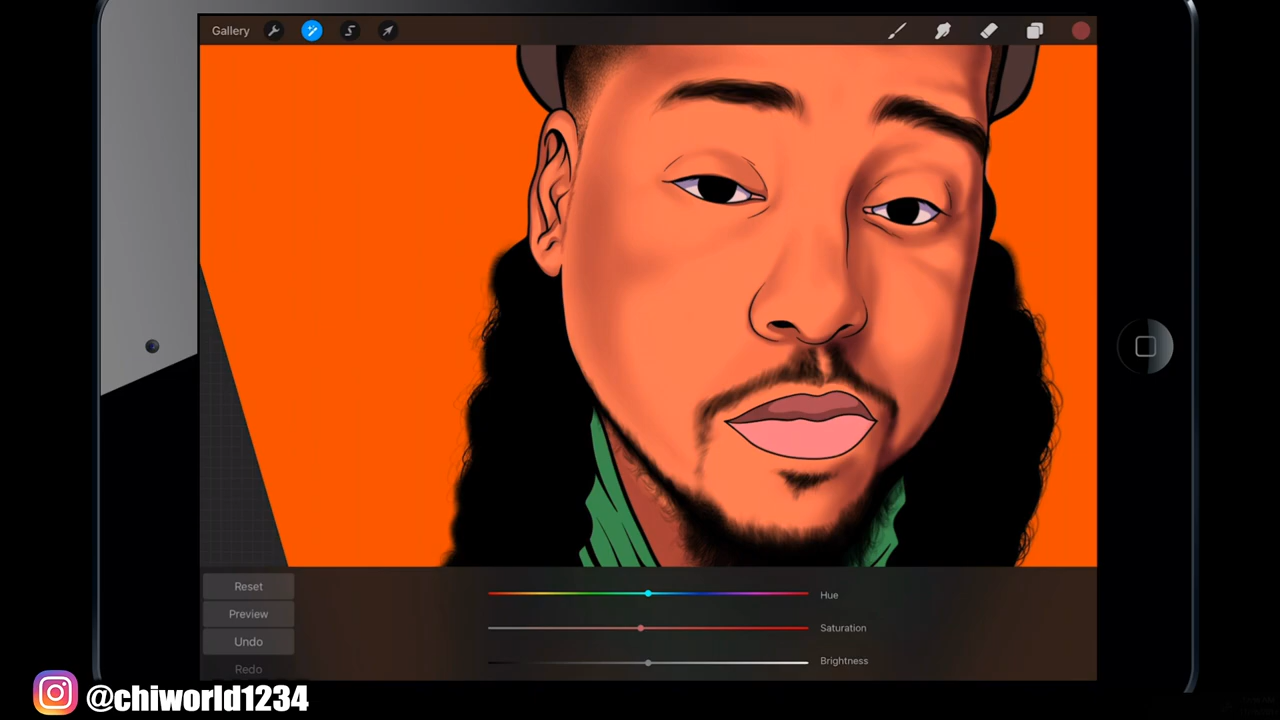 Gallery
Hue
Saturation
Brightness
Reset
Preview
Undo
Redo
@chiworld1234